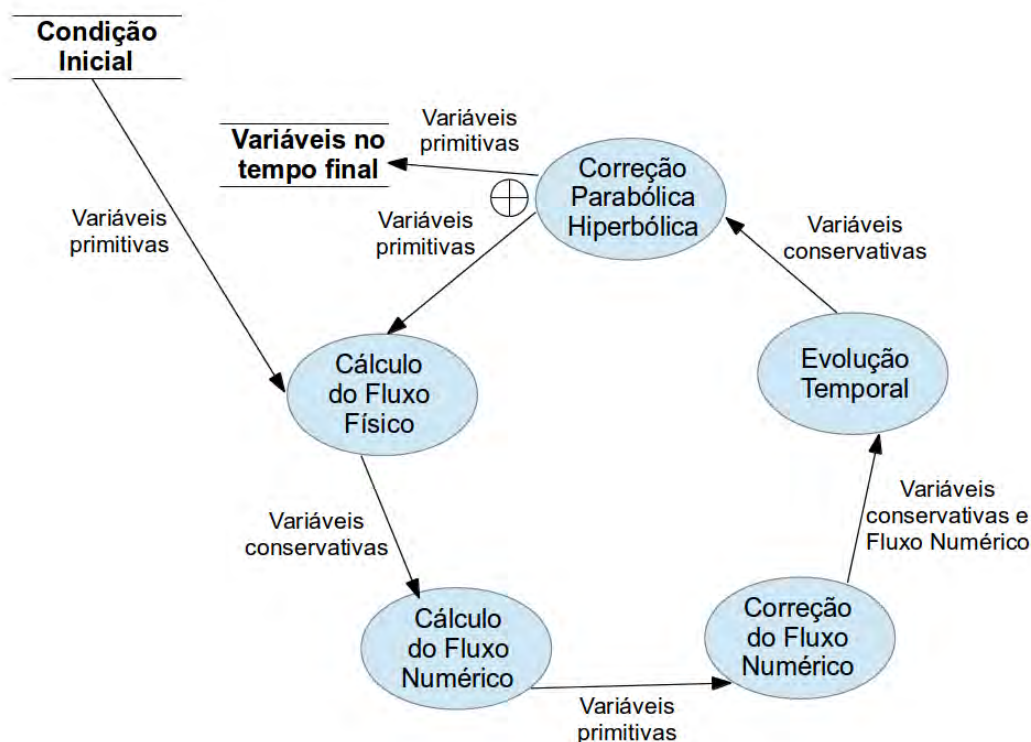 Condição
Inicial
Variáveis
primitivas
Variáveis no
tempo final
Correção
Parabólica
Hiperbólica
Variáveis
primitivas
Variáveis
primitivas
Variáveis
conservativas
Cálculo
do Fluxo
Físico
Evolução
Temporal
Variáveis
conservativas
Variáveis
conservativas e
Fluxo Numérico
Cálculo
do Fluxo
Numérico
Correção
do Fluxo
Numérico
Variáveis
primitivas